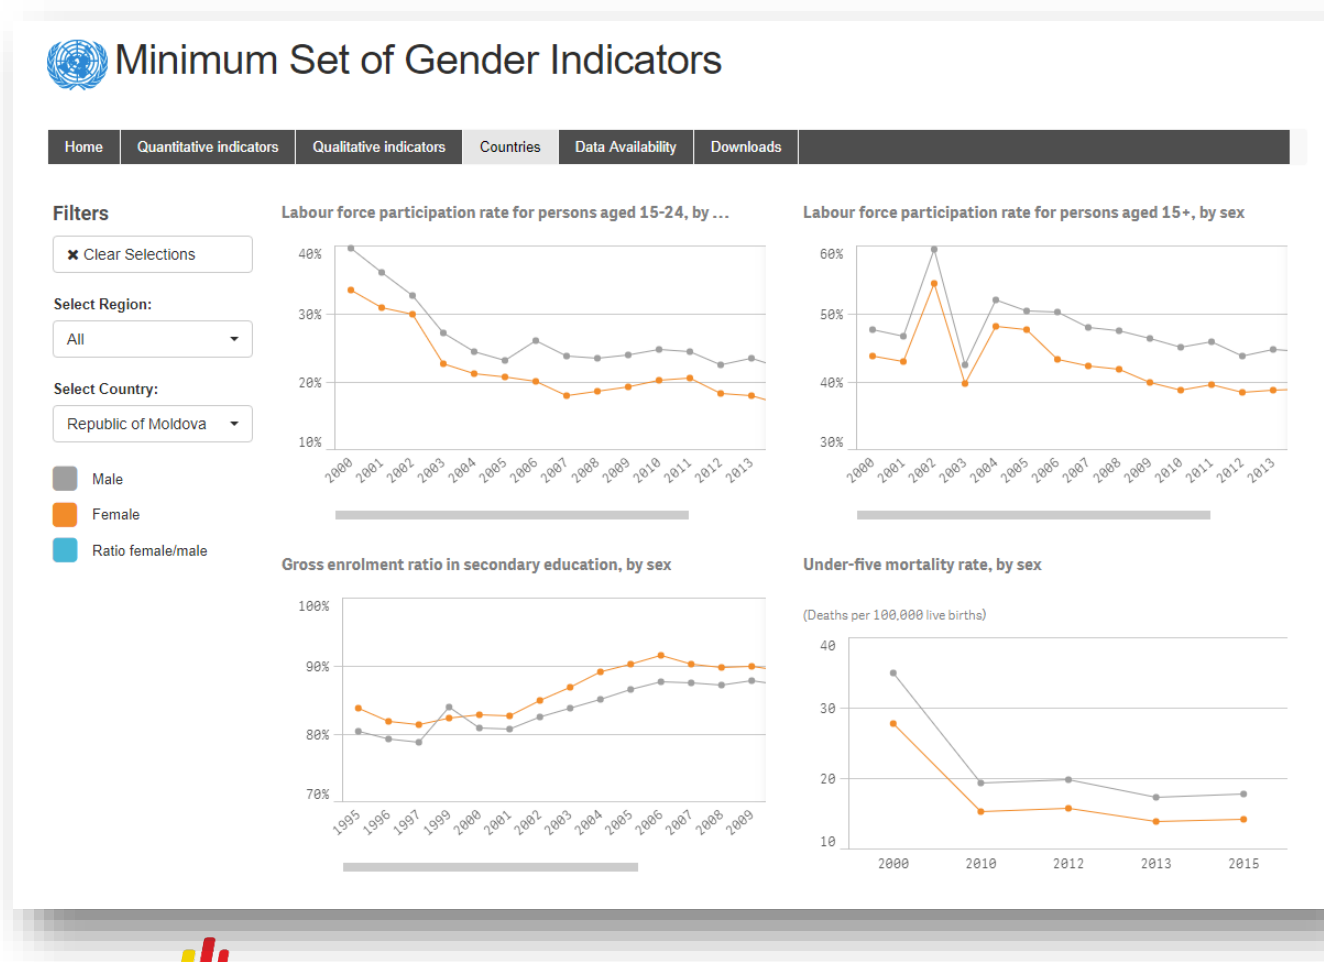 Minimum Set of Gender Indicators
Home Quantitative indicators Qualitative indicators Countries Data Availability Downloads
Filters
✖ Clear Selections
Select Region:
All
Select Country:
Republic of Moldova
Male
Female
Ratio female/male
Labour force participation rate for persons aged 15-24, by ...
40%
30%
20%
10%
2000 2001 2002 2003 2004 2005 2006 2007 2008 2009 2010 2011 2012 2013
Labour force participation rate for persons aged 15+, by sex
60%
50%
40%
30%
2000 2001 2002 2003 2004 2005 2006 2007 2008 2009 2010 2011 2012 2013
Gross enrolment ratio in secondary education, by sex
100%
90%
80%
70%
1995 1996 1997 1999 2000 2001 2002 2003 2004 2005 2006 2007 2008 2009
Under-five mortality rate, by sex
(Deaths per 100,000 live births)
40
30
20
10
2000 2010 2012 2013 2015